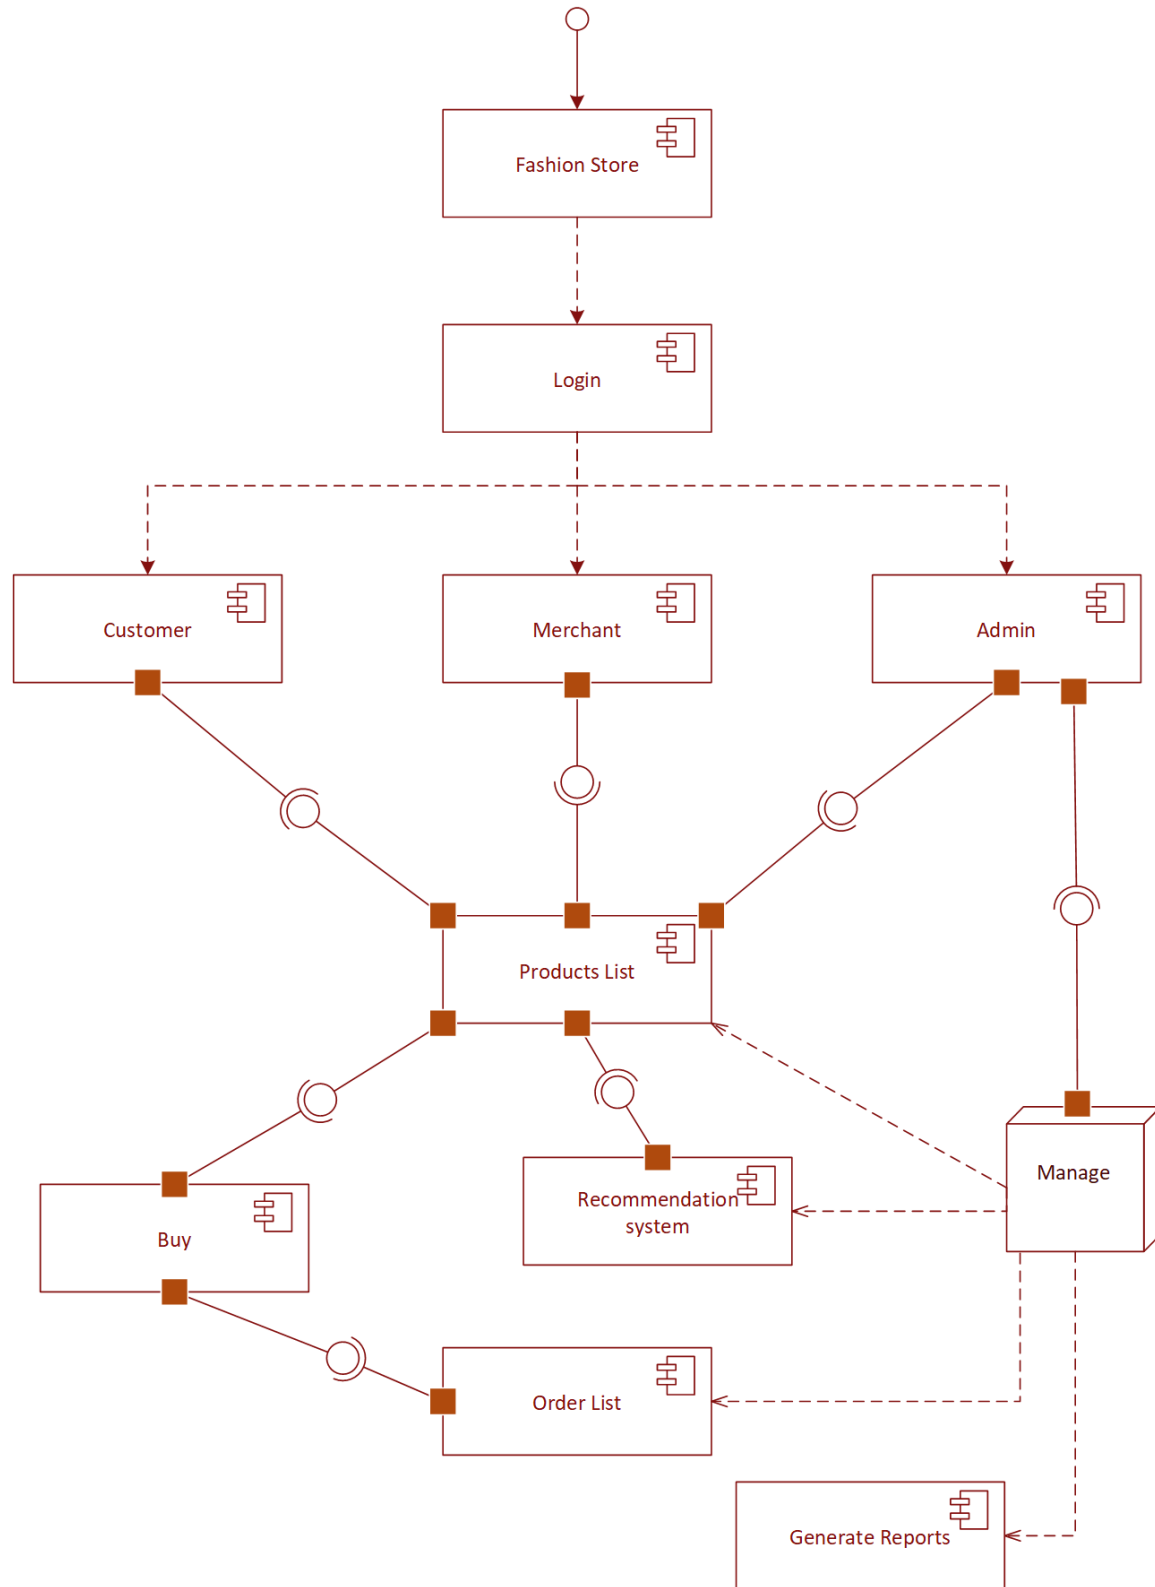 Fashion Store
Login
Customer
Merchant
Admin
Products List
Manage
Recommendation
system
Buy
Order List
Generate Reports